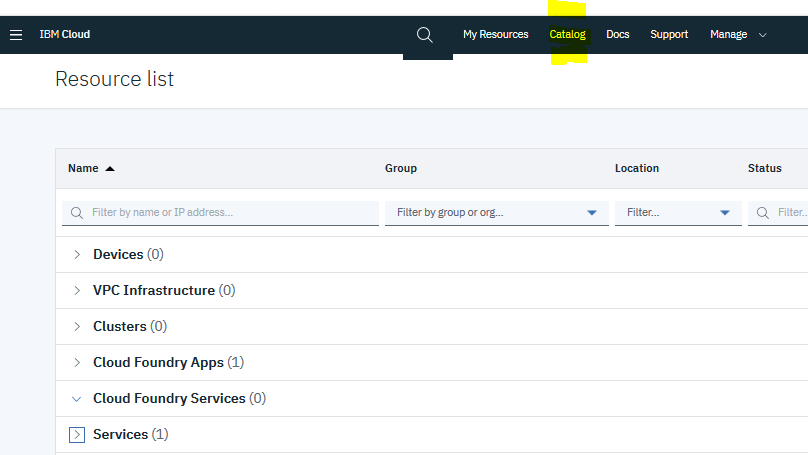 IBM Cloud My Resources Catalog Docs Support Manage
Resource list
Name Group Location Status
Filter by name or IP address... Filter by group or org... Filter... Filter...
Devices (0)
VPC Infrastructure (0)
Clusters (0)
Cloud Foundry Apps (1)
Cloud Foundry Services (0)
Services (1)